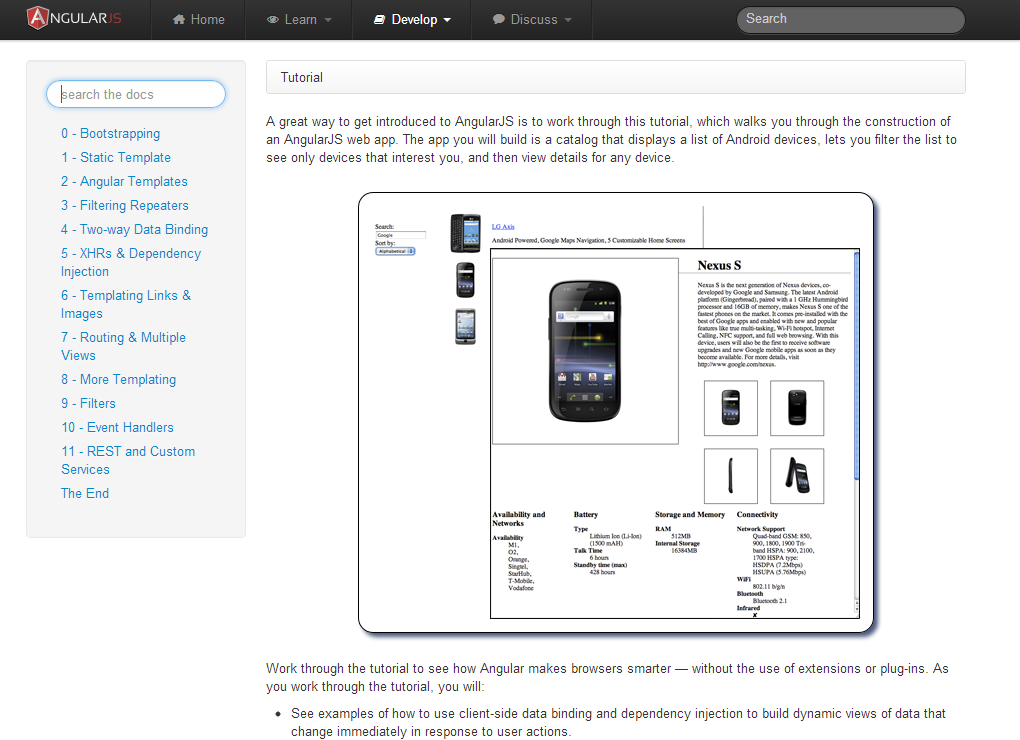 ANGULARJS
Home
Learn
Develop
Discuss
Search
search the docs
0 - Bootstrapping
1 - Static Template
2 - Angular Templates
3 - Filtering Repeaters
4 - Two-way Data Binding
5 - XHRs & Dependency
Injection
6 - Templating Links &
Images
7 - Routing & Multiple
Views
8 - More Templating
9 - Filters
10 - Event Handlers
11 - REST and Custom
Services
The End
Tutorial
A great way to get introduced to AngularJS is to work through this tutorial, which walks you through the construction of
an AngularJS web app. The app you will build is a catalog that displays a list of Android devices, lets you filter the list to
see only devices that interest you, and then view details for any device.
Search:
Google
Sort by:
Alphabetical
LG Axis
Android Powered, Google Maps Navigation, 5 Customizable Home Screens
Nexus S
Nexus S is the next generation of Nexus devices, co-
developed by Google and Samsung. The latest Android
platform (Gingerbread), paired with a 1 GHz Hummingbird
processor and 16GB of memory, makes Nexus S one of the
fastest phones on the market. It comes pre-installed with the
best of Google apps and enabled with new and popular
features like true multi-tasking, Wi-Fi hotspot, Internet
Calling, NFC support, and full web browsing. With this
device, users will also be the first to receive software
upgrades and new Google mobile apps as soon as they
become available. For more details, visit
http://www.google.com/nexus.
Availability and
Networks
Availability
M1,
O2,
Orange,
Singtel,
StarHub,
T-Mobile,
Vodafone
Battery
Type
Lithium Ion (Li-Ion)
(1500 mAH)
Talk Time
6 hours
Standby time (max)
428 hours
Storage and Memory
RAM
512MB
Internal Storage
16384MB
Connectivity
Network Support
Quad-band GSM: 850,
900, 1800, 1900 Tri-
band HSPA: 900, 2100,
1700 HSPA type:
HSDPA (7.2Mbps)
HSUPA (5.76Mbps)
WiFi
802.11 b/g/n
Bluetooth
Bluetooth 2.1
Infrared
✘
Work through the tutorial to see how Angular makes browsers smarter — without the use of extensions or plug-ins. As
you work through the tutorial, you will:
• See examples of how to use client-side data binding and dependency injection to build dynamic views of data that
change immediately in response to user actions.